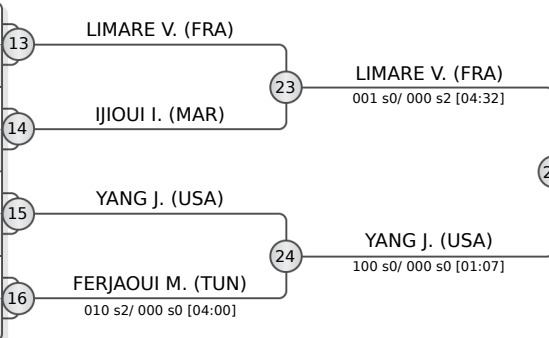 LIMARE V. (FRA)
13
23
LIMARE V. (FRA)
001 s0/ 000 s2 [04:32]
IJIOUI I. (MAR)
14
YANG J. (USA)
15
24
YANG J. (USA)
100 s0/ 000 s0 [01:07]
FERJAOUI M. (TUN)
16
010 s2/ 000 s0 [04:00]